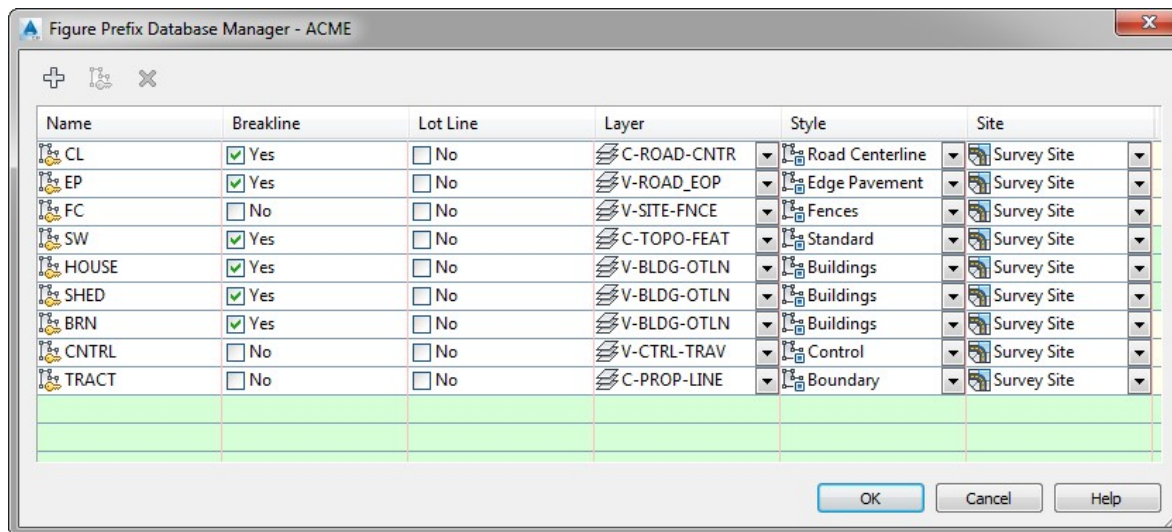 Figure Prefix Database Manager - ACME
Name Breakline Lot Line Layer Style Site
CL Yes No C-ROAD-CNTR Road Centerline Survey Site
EP Yes No V-ROAD_EOP Edge Pavement Survey Site
FC No No V-SITE-FNCE Fences Survey Site
SW Yes No C-TOPO-FEAT Standard Survey Site
HOUSE Yes No V-BLDG-OTLN Buildings Survey Site
SHED Yes No V-BLDG-OTLN Buildings Survey Site
BRN Yes No V-BLDG-OTLN Buildings Survey Site
CNTRL No No V-CTRL-TRAV Control Survey Site
TRACT No No C-PROP-LINE Boundary Survey Site
OK Cancel Help